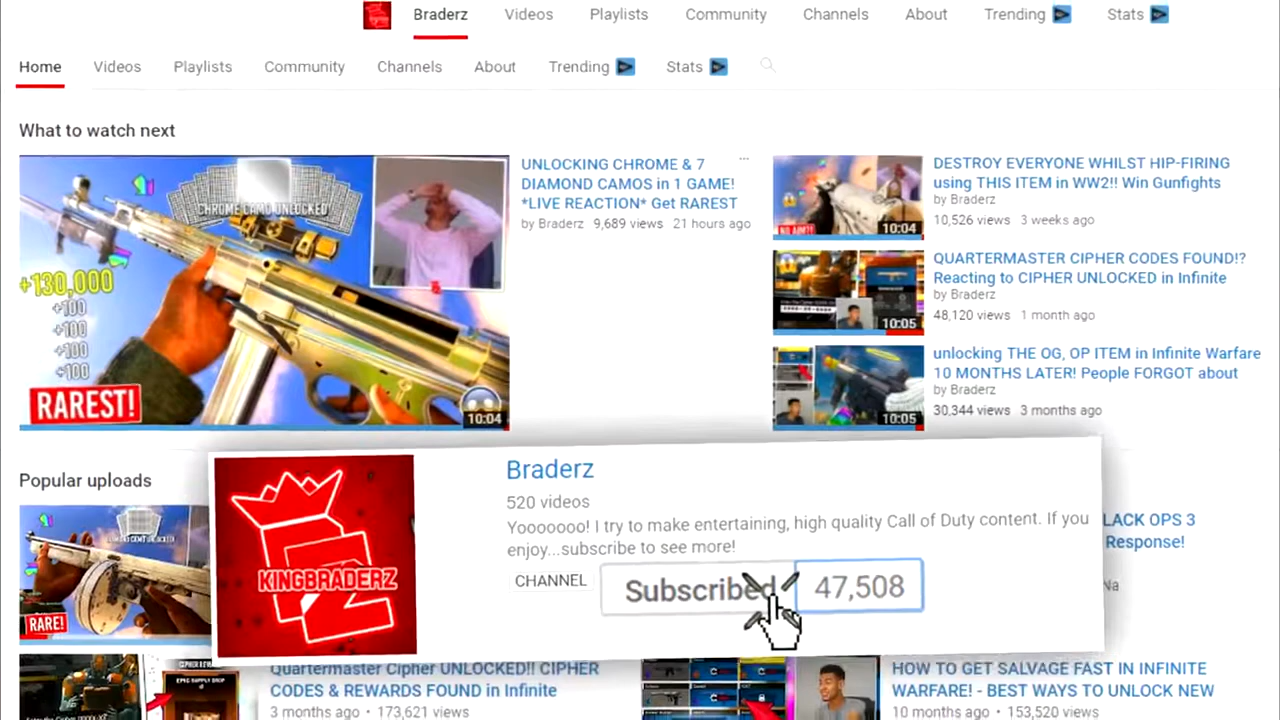 Braderz Videos Playlists Community Channels About Trending Stats
Home Videos Playlists Community Channels About Trending Stats
What to watch next
CHROME CAMO UNLOCKED
+130,000
+100
+100
+100
+100
RAREST!
10:04
UNLOCKING CHROME & 7
DIAMOND CAMOS in 1 GAME!
*LIVE REACTION* Get RAREST
by Braderz 9,689 views 21 hours ago
NO AIM?!
10:04
DESTROY EVERYONE WHILST HIP-FIRING
using THIS ITEM in WW2!! Win Gunfights
by Braderz
10,526 views 3 weeks ago
10:05
QUARTERMASTER CIPHER CODES FOUND!?
Reacting to CIPHER UNLOCKED in Infinite
by Braderz
48,120 views 1 month ago
10:05
unlocking THE OG, OP ITEM in Infinite Warfare
10 MONTHS LATER! People FORGOT about
by Braderz
30,344 views 3 months ago
Popular uploads
RARE!
KINGBRADERZ
Braderz
520 videos
Yooooooo! I try to make entertaining, high quality Call of Duty content. If you
enjoy...subscribe to see more!
CHANNEL Subscribed 47,508
LACK OPS 3
Response!
Na
EPIC SUPPLY DROP
Quartermaster Cipher UNLOCKED!! CIPHER
CODES & REWARDS FOUND in Infinite
3 months ago • 173,621 views
HOW TO GET SALVAGE FAST IN INFINITE
WARFARE! - BEST WAYS TO UNLOCK NEW
10 months ago • 153,520 views